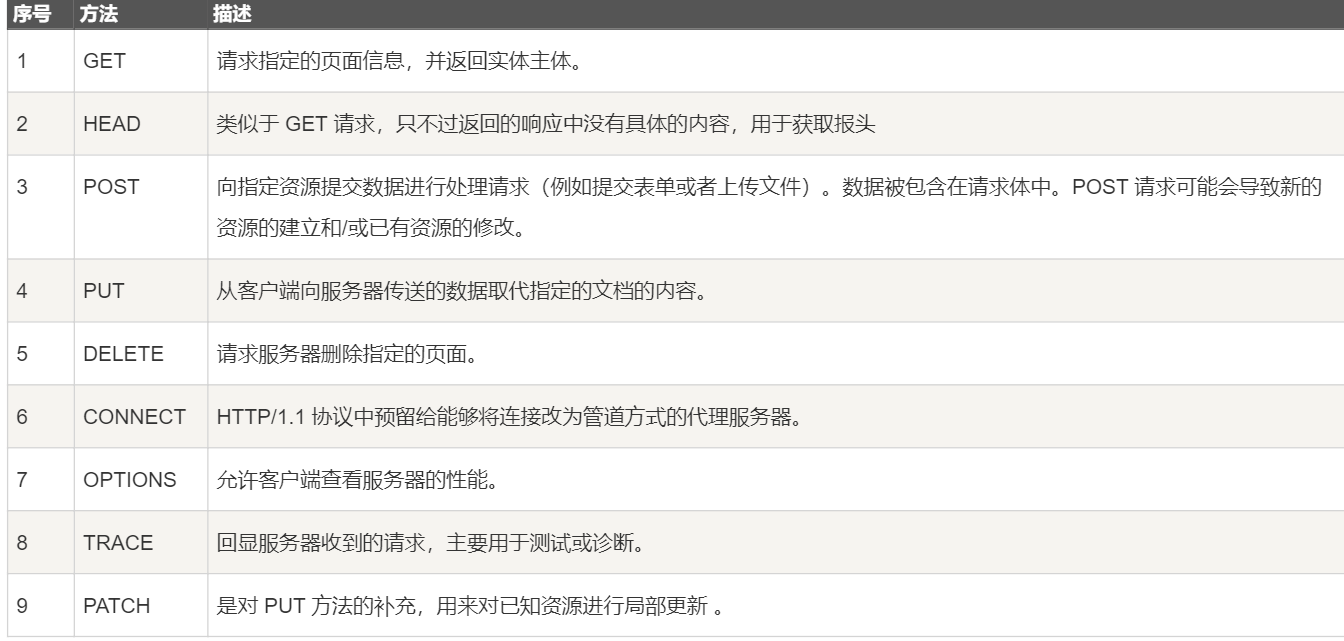 序号 方法 描述
1 GET 请求指定的页面信息，并返回实体主体。
2 HEAD 类似于 GET 请求，只不过返回的响应中没有具体的内容，用于获取报头
3 POST 向指定资源提交数据进行处理请求（例如提交表单或者上传文件）。数据被包含在请求体中。POST 请求可能会导致新的
资源的建立和/或已有资源的修改。
4 PUT 从客户端向服务器传送的数据取代指定的文档的内容。
5 DELETE 请求服务器删除指定的页面。
6 CONNECT HTTP/1.1 协议中预留给能够将连接改为管道方式的代理服务器。
7 OPTIONS 允许客户端查看服务器的性能。
8 TRACE 回显服务器收到的请求，主要用于测试或诊断。
9 PATCH 是对 PUT 方法的补充，用来对已知资源进行局部更新 。